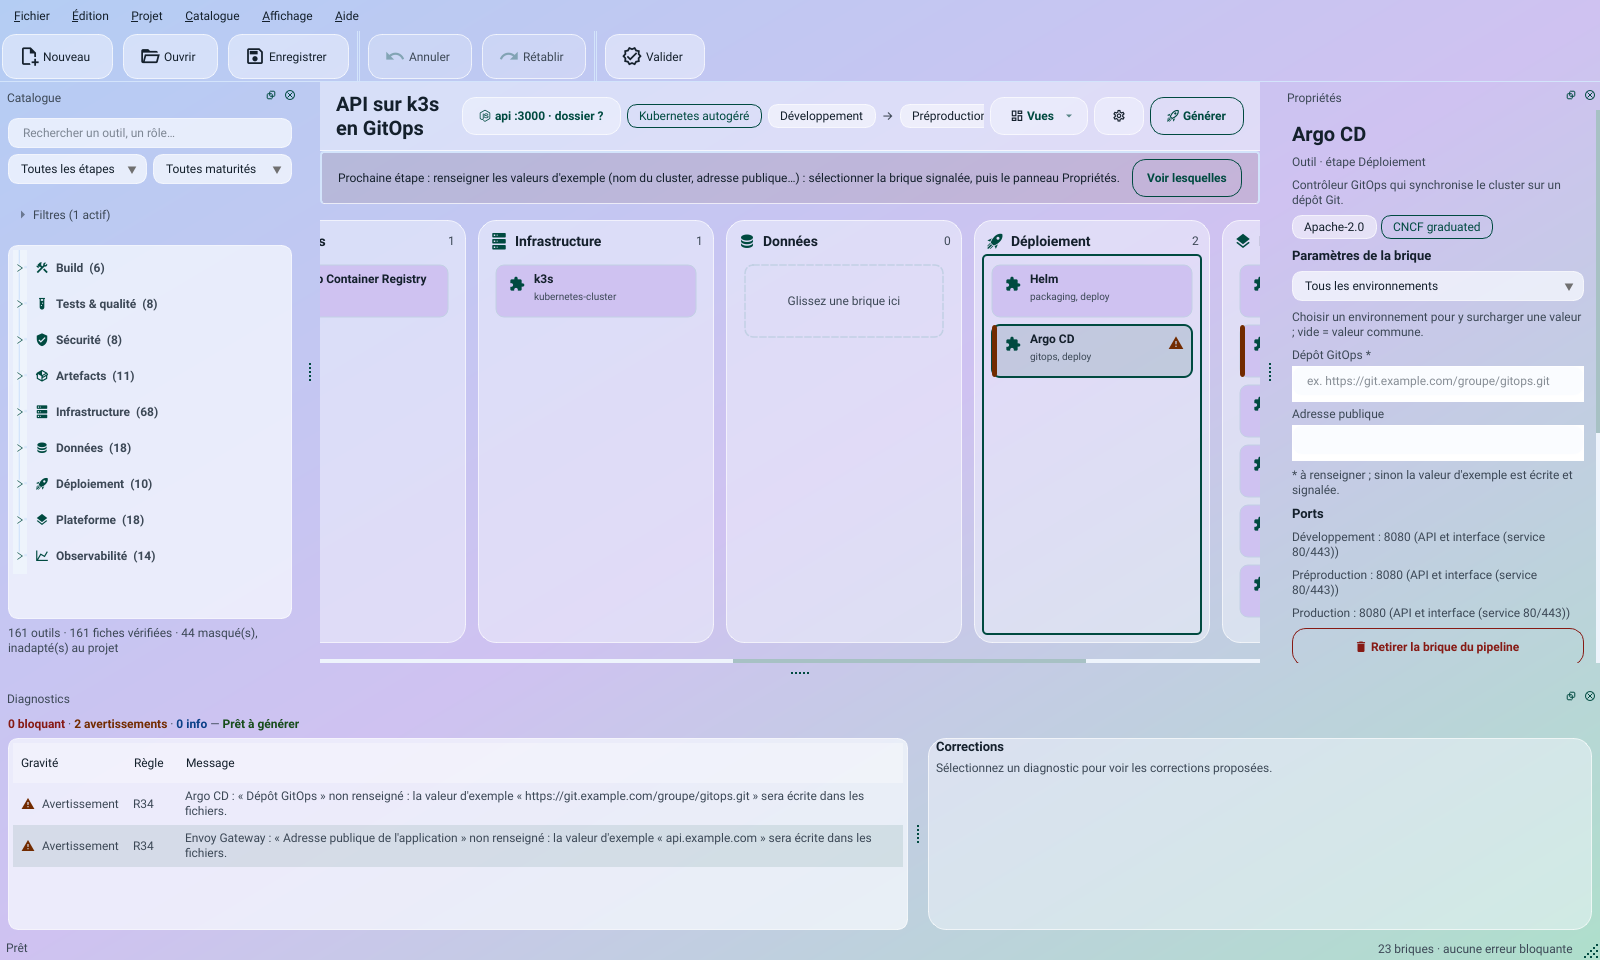 Fichier Édition Projet Catalogue Affichage Aide
Nouveau Ouvrir Enregistrer Annuler Rétablir Valider
Catalogue
Rechercher un outil, un rôle…
Toutes les étapes Toutes maturités
Filtres (1 actif)
Build (6)
Tests & qualité (8)
Sécurité (8)
Artefacts (11)
Infrastructure (68)
Données (18)
Déploiement (10)
Plateforme (18)
Observabilité (14)
161 outils · 161 fiches vérifiées · 44 masqué(s),
inadapté(s) au projet
API sur k3s
en GitOps
api :3000 · dossier ? Kubernetes autogéré Développement → Préproduction Vues Générer
Prochaine étape : renseigner les valeurs d'exemple (nom du cluster, adresse publique…) : sélectionner la brique signalée, puis le panneau Propriétés. Voir lesquelles
s 1
Container Registry
Infrastructure 1
k3s
kubernetes-cluster
Données 0
Glissez une brique ici
Déploiement 2
Helm
packaging, deploy
Argo CD
gitops, deploy
Propriétés
Argo CD
Outil · étape Déploiement
Contrôleur GitOps qui synchronise le cluster sur un
dépôt Git.
Apache-2.0 CNCF graduated
Paramètres de la brique
Tous les environnements
Choisir un environnement pour y surcharger une valeur
; vide = valeur commune.
Dépôt GitOps *
ex. https://git.example.com/groupe/gitops.git
Adresse publique
* à renseigner ; sinon la valeur d'exemple est écrite et
signalée.
Ports
Développement : 8080 (API et interface (service
80/443))
Préproduction : 8080 (API et interface (service
80/443))
Production : 8080 (API et interface (service 80/443))
Retirer la brique du pipeline
Diagnostics
0 bloquant · 2 avertissements · 0 info — Prêt à générer
Gravité Règle Message
Avertissement R34 Argo CD : « Dépôt GitOps » non renseigné : la valeur d'exemple « https://git.example.com/groupe/gitops.git » sera écrite dans les
fichiers.
Avertissement R34 Envoy Gateway : « Adresse publique de l'application » non renseigné : la valeur d'exemple « api.example.com » sera écrite dans les
fichiers.
Corrections
Sélectionnez un diagnostic pour voir les corrections proposées.
Prêt
23 briques · aucune erreur bloquante